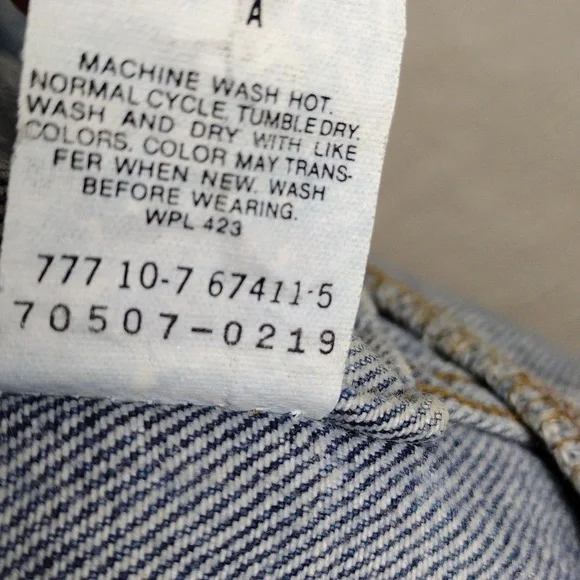 A
MACHINE WASH HOT.
NORMAL CYCLE, TUMBLE DRY.
WASH AND DRY WITH LIKE
COLORS. COLOR MAY TRANS-
FER WHEN NEW. WASH
BEFORE WEARING.
WPL 423
777 10-7 67411-5
70507-0219